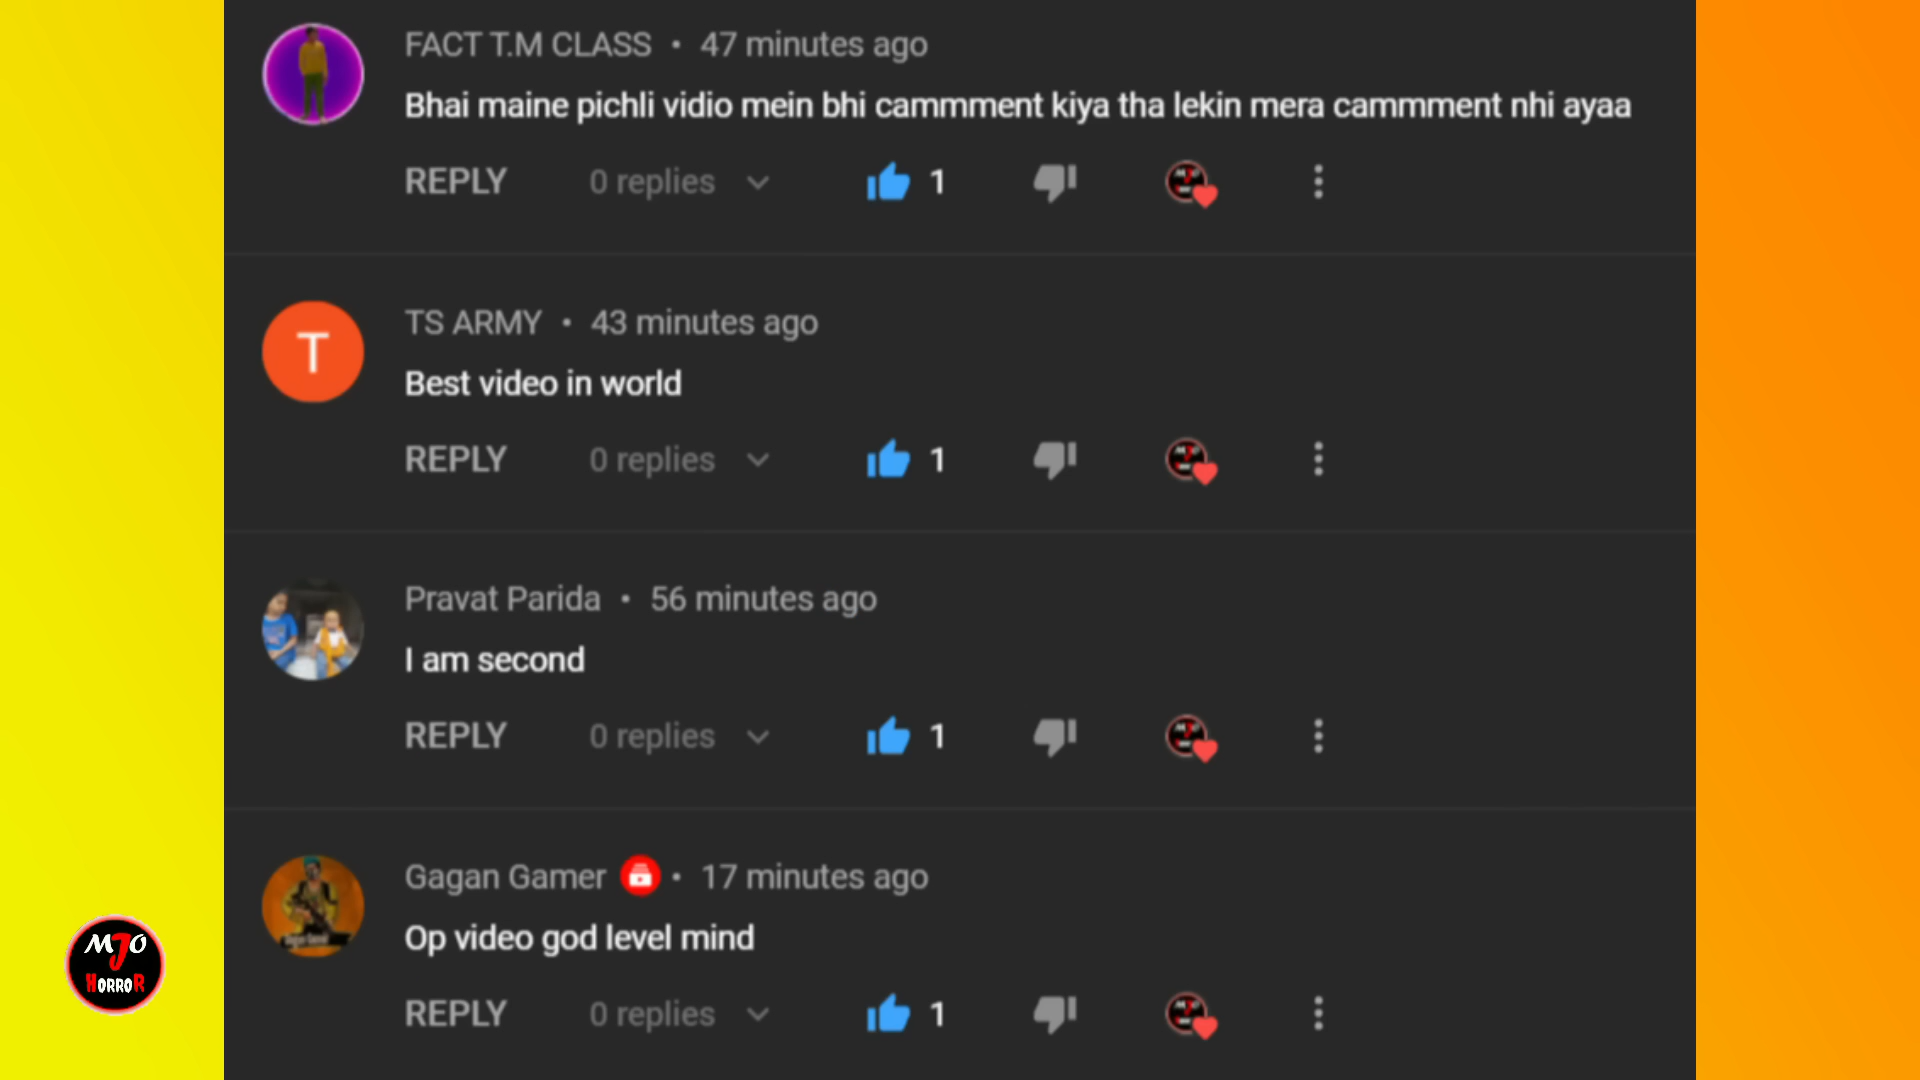 FACT T.M CLASS • 47 minutes ago
Bhai maine pichli vidio mein bhi cammment kiya tha lekin mera cammment nhi ayaa
REPLY 0 replies 1
T
TS ARMY • 43 minutes ago
Best video in world
REPLY 0 replies 1
Pravat Parida • 56 minutes ago
I am second
REPLY 0 replies 1
Gagan Gamer • 17 minutes ago
Op video god level mind
REPLY 0 replies 1
MJO
HORROR